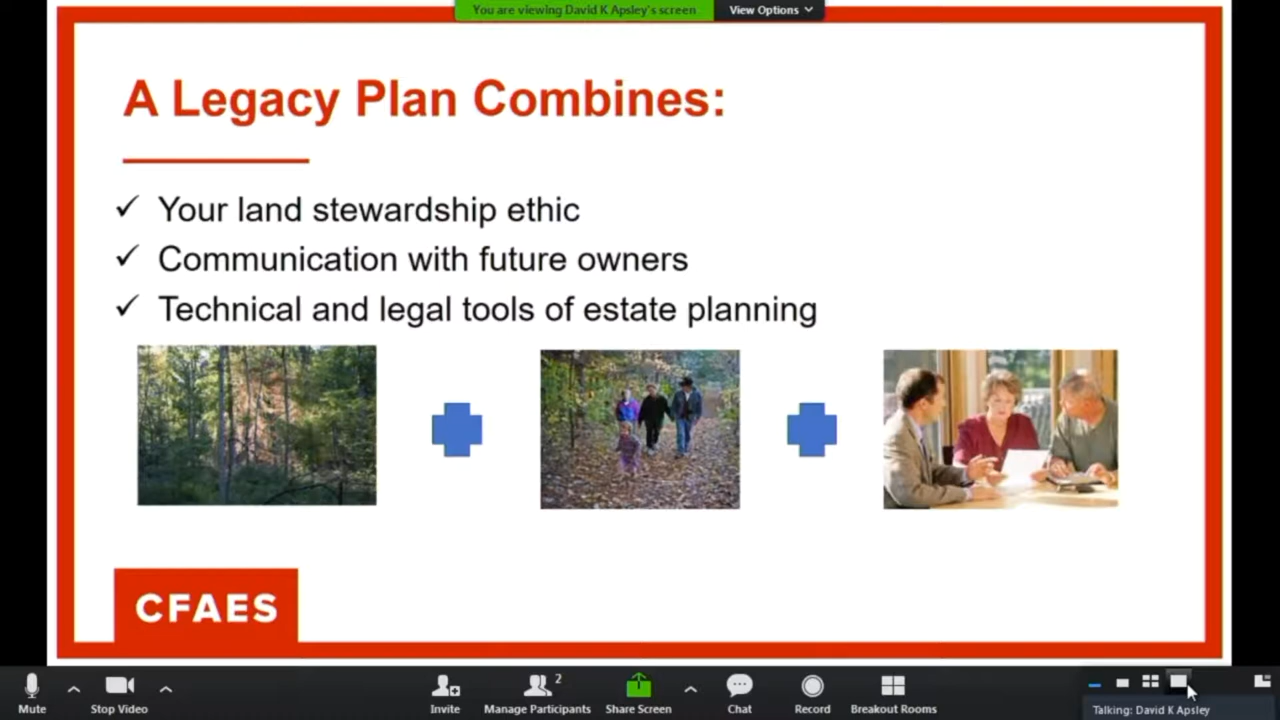 You are viewing David K Apsley's screen
View Options
A Legacy Plan Combines:
✓ Your land stewardship ethic
✓ Communication with future owners
✓ Technical and legal tools of estate planning
CFAES
2
Mute
Stop Video
Invite
Manage Participants
Share Screen
Chat
Record
Breakout Rooms
Talking: David K Apsley